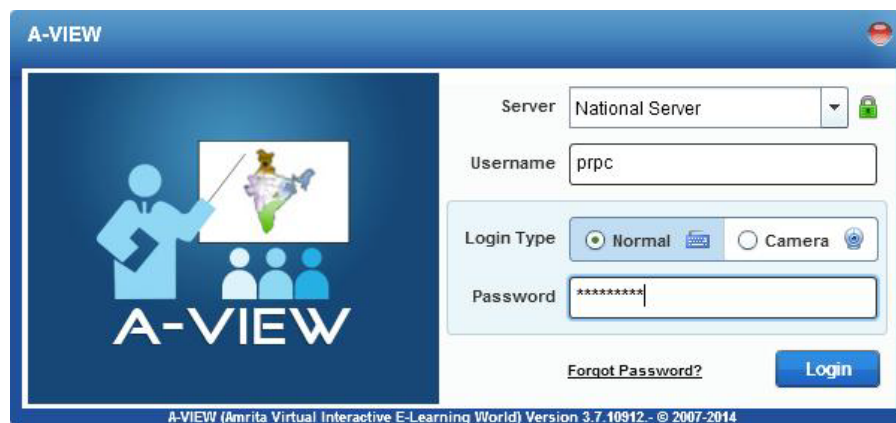 A-VIEW
Server National Server
Username prpc
Login Type Normal Camera
Password *********
A-VIEW
Forgot Password? Login
A-VIEW (Amrita Virtual Interactive E-Learning World) Version 3.7.10912.- © 2007-2014